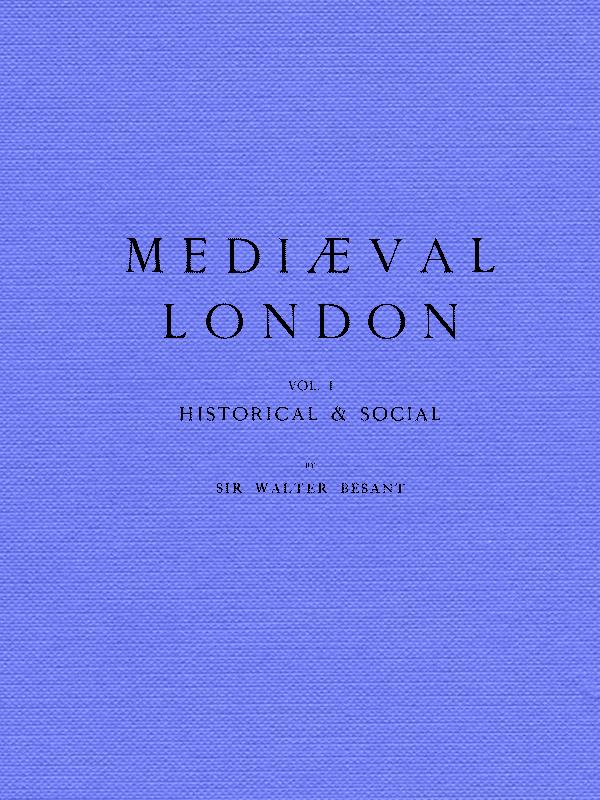 MEDIÆVAL
LONDON
VOL. I
HISTORICAL & SOCIAL
BY
SIR WALTER BESANT